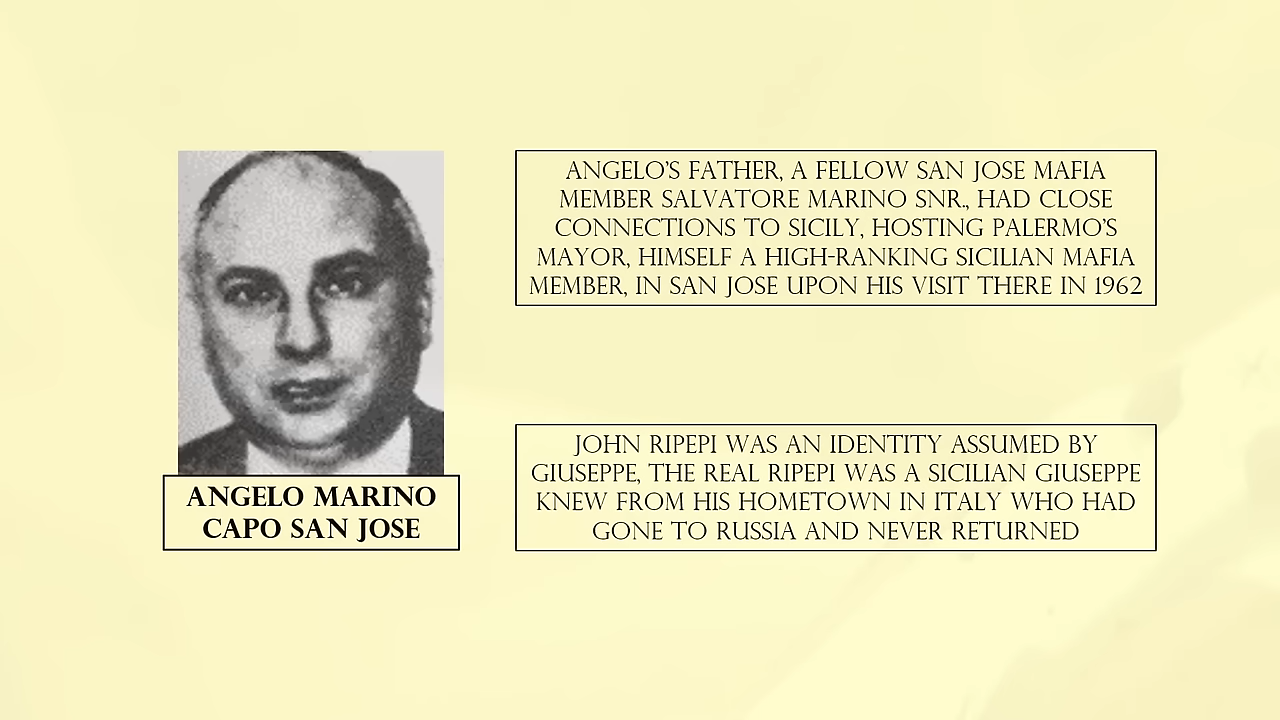 ANGELO'S FATHER, A FELLOW SAN JOSE MAFIA
MEMBER SALVATORE MARINO SNR., HAD CLOSE
CONNECTIONS TO SICILY, HOSTING PALERMO'S
MAYOR, HIMSELF A HIGH-RANKING SICILIAN MAFIA
MEMBER, IN SAN JOSE UPON HIS VISIT THERE IN 1962
JOHN RIPEPI WAS AN IDENTITY ASSUMED BY
GIUSEPPE, THE REAL RIPEPI WAS A SICILIAN GIUSEPPE
KNEW FROM HIS HOMETOWN IN ITALY WHO HAD
GONE TO RUSSIA AND NEVER RETURNED
ANGELO MARINO
CAPO SAN JOSE